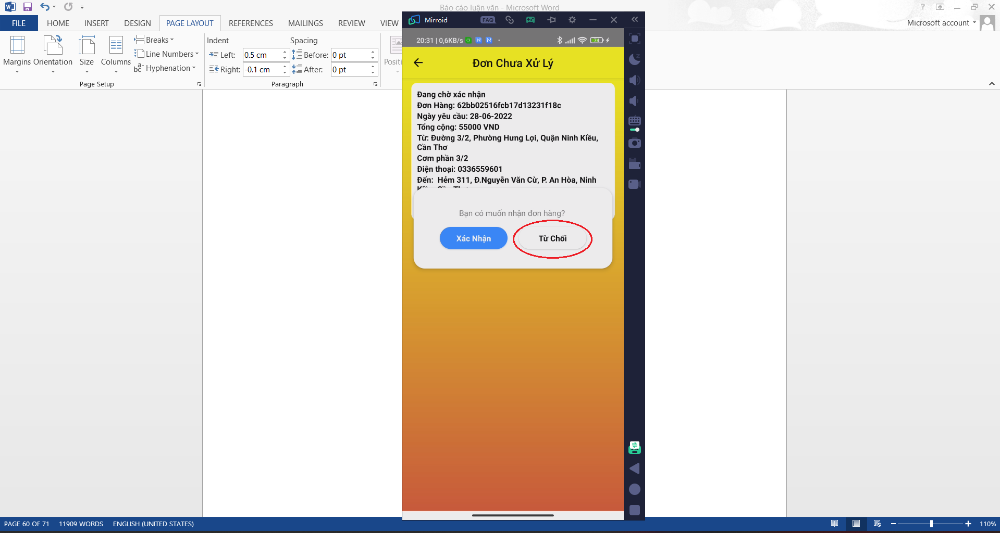 Báo cáo luận văn - Microsoft Word
FILE HOME INSERT DESIGN PAGE LAYOUT REFERENCES MAILINGS REVIEW VIEW
Microsoft account
Margins Orientation Size Columns
Breaks
Line Numbers
Hyphenation
Page Setup
Indent Spacing
Left: 0.5 cm Before: 0 pt
Right: -0.1 cm After: 0 pt
Paragraph
Mirroid FAQ
20:31 | 0,6KB/s 74
Đơn Chưa Xử Lý
Đang chờ xác nhận
Đơn Hàng: 62bb02516fcb17d13231f18c
Ngày yêu cầu: 28-06-2022
Tổng cộng: 55000 VND
Từ: Đường 3/2, Phường Hưng Lợi, Quận Ninh Kiều,
Cần Thơ
Cơm phần 3/2
Điện thoại: 0336559601
Đến: Hẻm 311, Đ.Nguyễn Văn Cừ, P. An Hòa, Ninh
Bạn có muốn nhận đơn hàng?
Xác Nhận Từ Chối
PAGE 60 OF 71 11909 WORDS ENGLISH (UNITED STATES)
110%